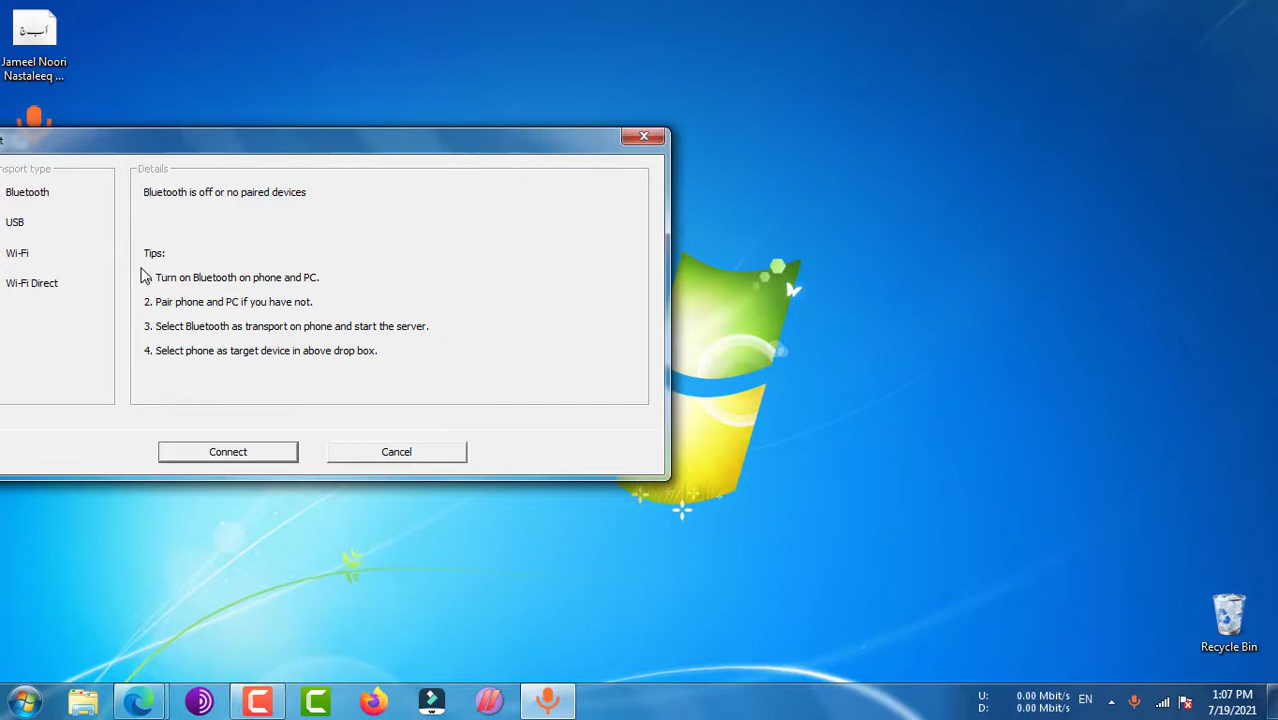 أب ج
Jameel Noori
Nastaleeq ...
t
nsport type
Details
Bluetooth
Bluetooth is off or no paired devices
USB
Wi-Fi
Tips:
Turn on Bluetooth on phone and PC.
Wi-Fi Direct
2. Pair phone and PC if you have not.
3. Select Bluetooth as transport on phone and start the server.
4. Select phone as target device in above drop box.
Connect
Cancel
Recycle Bin
U: 0.00 Mbit/s
D: 0.00 Mbit/s
EN
1:07 PM
7/19/2021